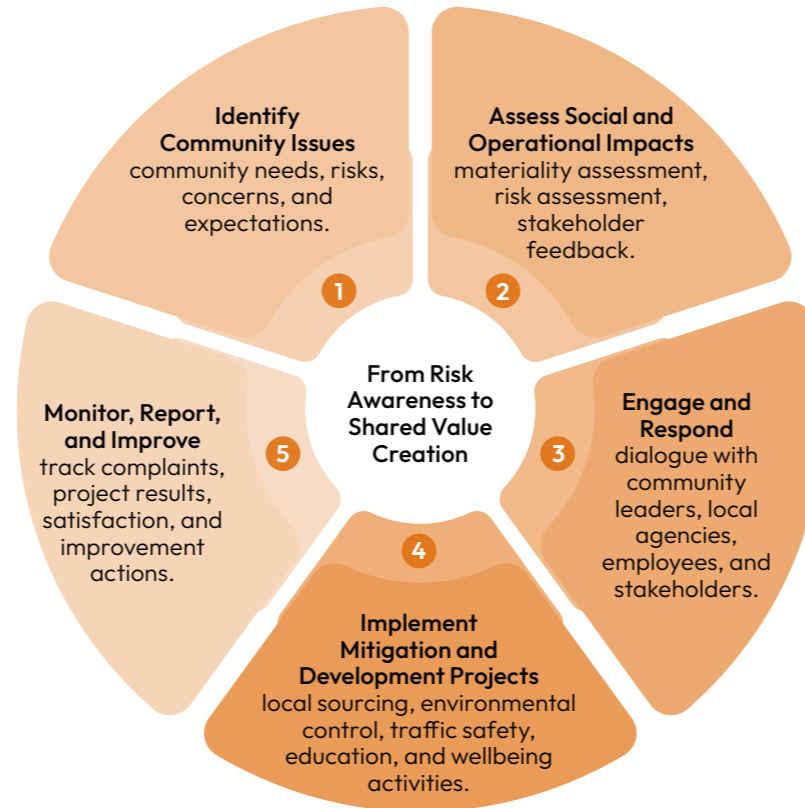 Identify
Community Issues
community needs, risks,
concerns, and
expectations.
1
Assess Social and
Operational Impacts
materiality assessment,
risk assessment,
stakeholder
feedback.
2
From Risk
Awareness to
Shared Value
Creation
Engage and
Respond
dialogue with
community
leaders, local
agencies,
employees, and
stakeholders.
3
Implement
Mitigation and
Development Projects
local sourcing, environmental
control, traffic safety,
education, and wellbeing
activities.
4
Monitor, Report,
and Improve
track complaints,
project results,
satisfaction, and
improvement
actions.
5